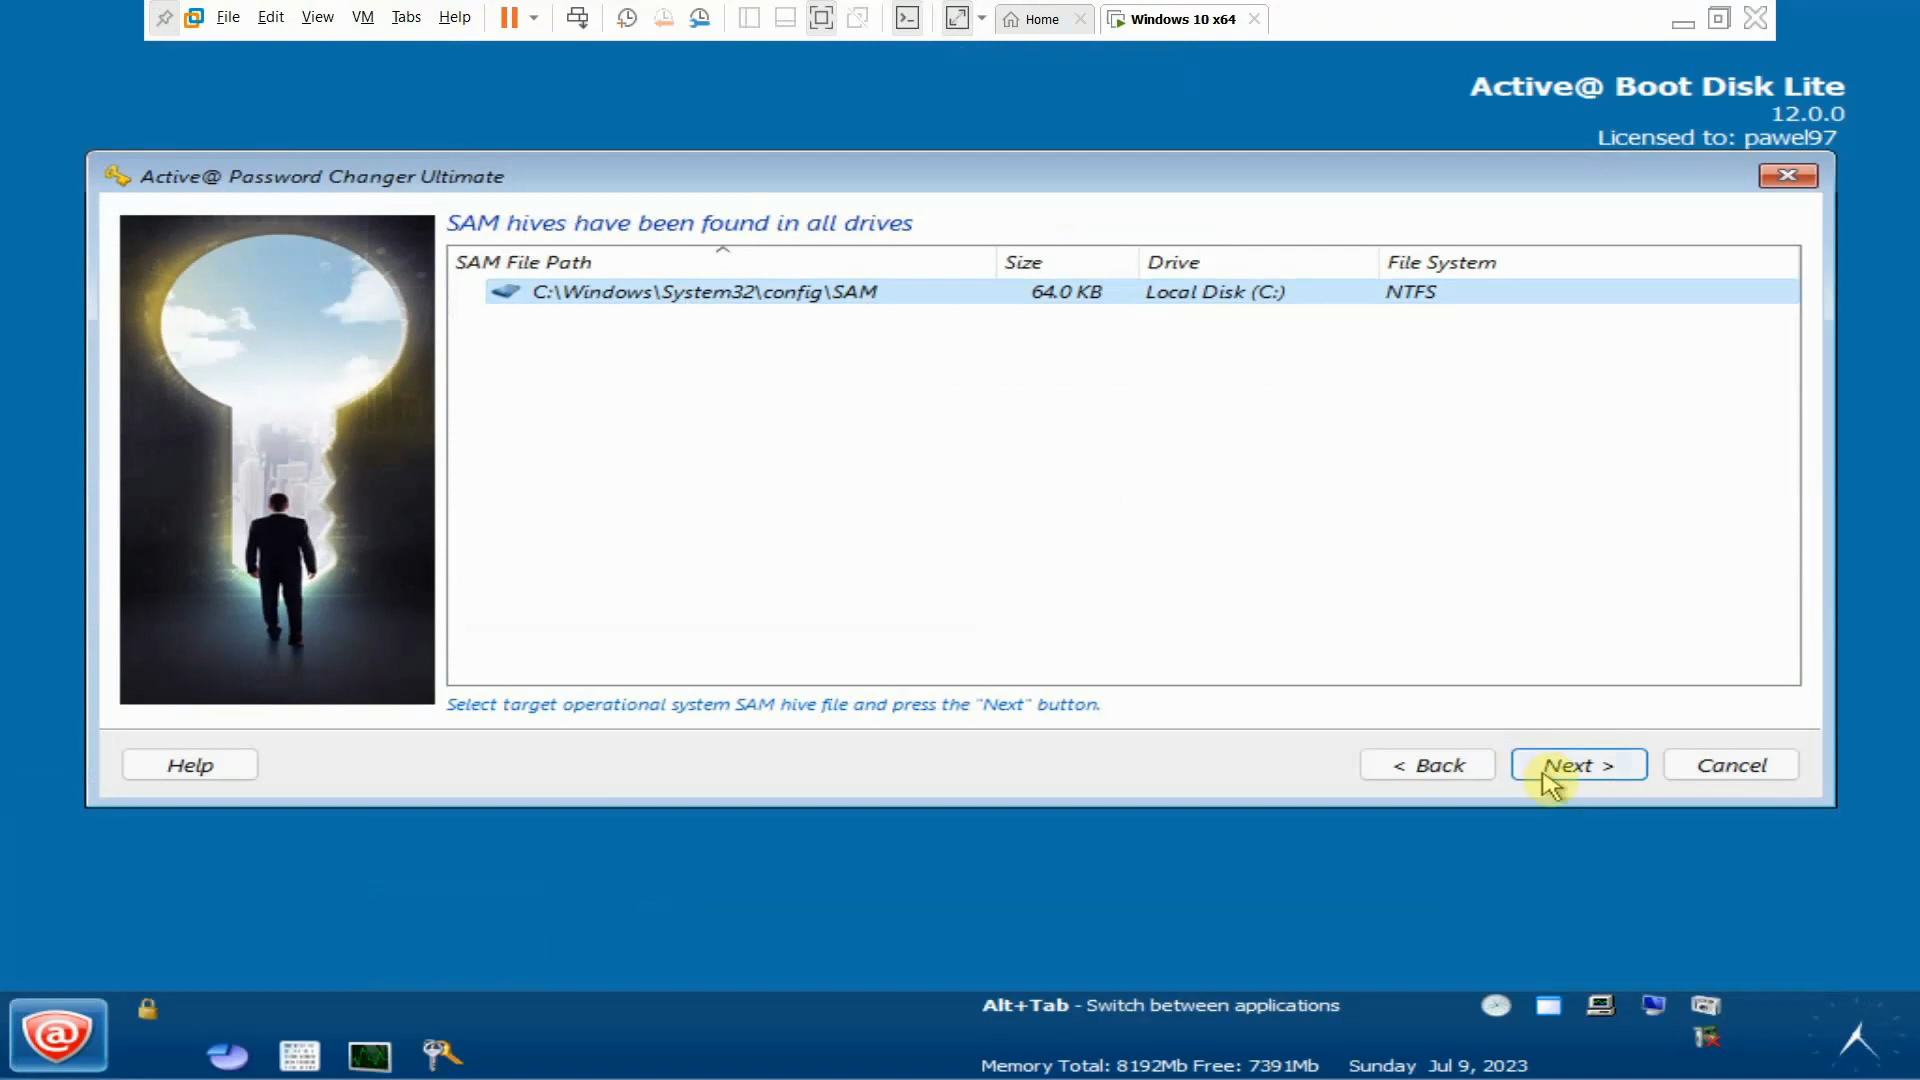 File Edit View VM Tabs Help Home Windows 10 x64
Active@ Boot Disk Lite
12.0.0
Licensed to: pawel97
Active@ Password Changer Ultimate
SAM hives have been found in all drives
SAM File Path Size Drive File System
C:\Windows\System32\config\SAM 64.0 KB Local Disk (C:) NTFS
Select target operational system SAM hive file and press the "Next" button.
Help < Back Next > Cancel
Alt+Tab - Switch between applications
Memory Total: 8192Mb Free: 7391Mb Sunday Jul 9, 2023